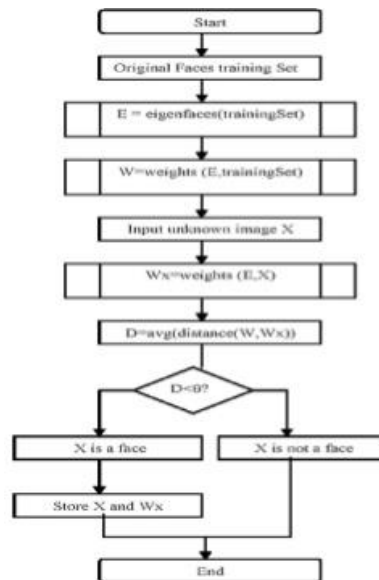 Start
Original Faces training Set
E = eigenfaces(trainingSet)
W=weights (E,trainingSet)
Input unknown image X
Wx=weights (E,X)
D=avg(distance(W,Wx))
D<θ?
X is a face
X is not a face
Store X and Wx
End